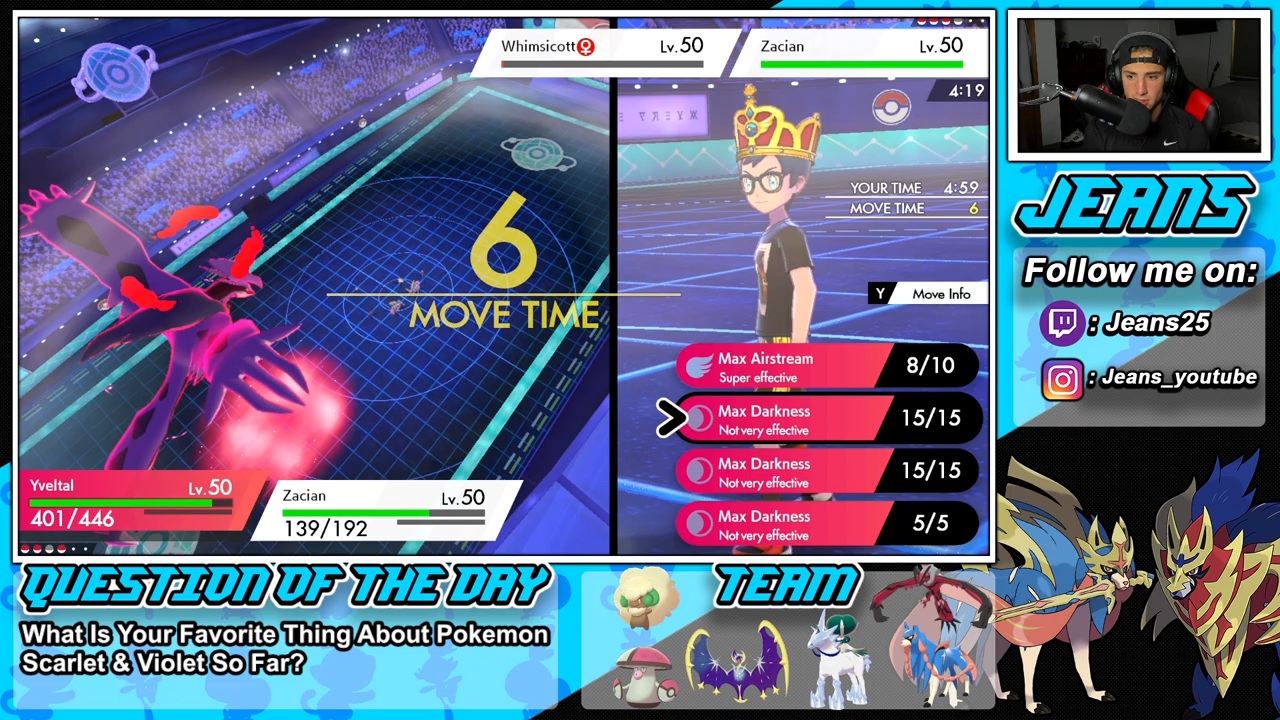 Whimsicott♀ Lv. 50
Zacian Lv. 50
4:19
YOUR TIME 4:59
MOVE TIME 6
6
MOVE TIME
Y Move Info
Max Airstream 8/10
Super effective
Max Darkness 15/15
Not very effective
Max Darkness 15/15
Not very effective
Max Darkness 5/5
Not very effective
Yveltal Lv. 50
401/446
Zacian Lv. 50
139/192
JEANS
Follow me on:
: Jeans25
: Jeans_youtube
QUESTION OF THE DAY
What Is Your Favorite Thing About Pokemon
Scarlet & Violet So Far?
TEAM